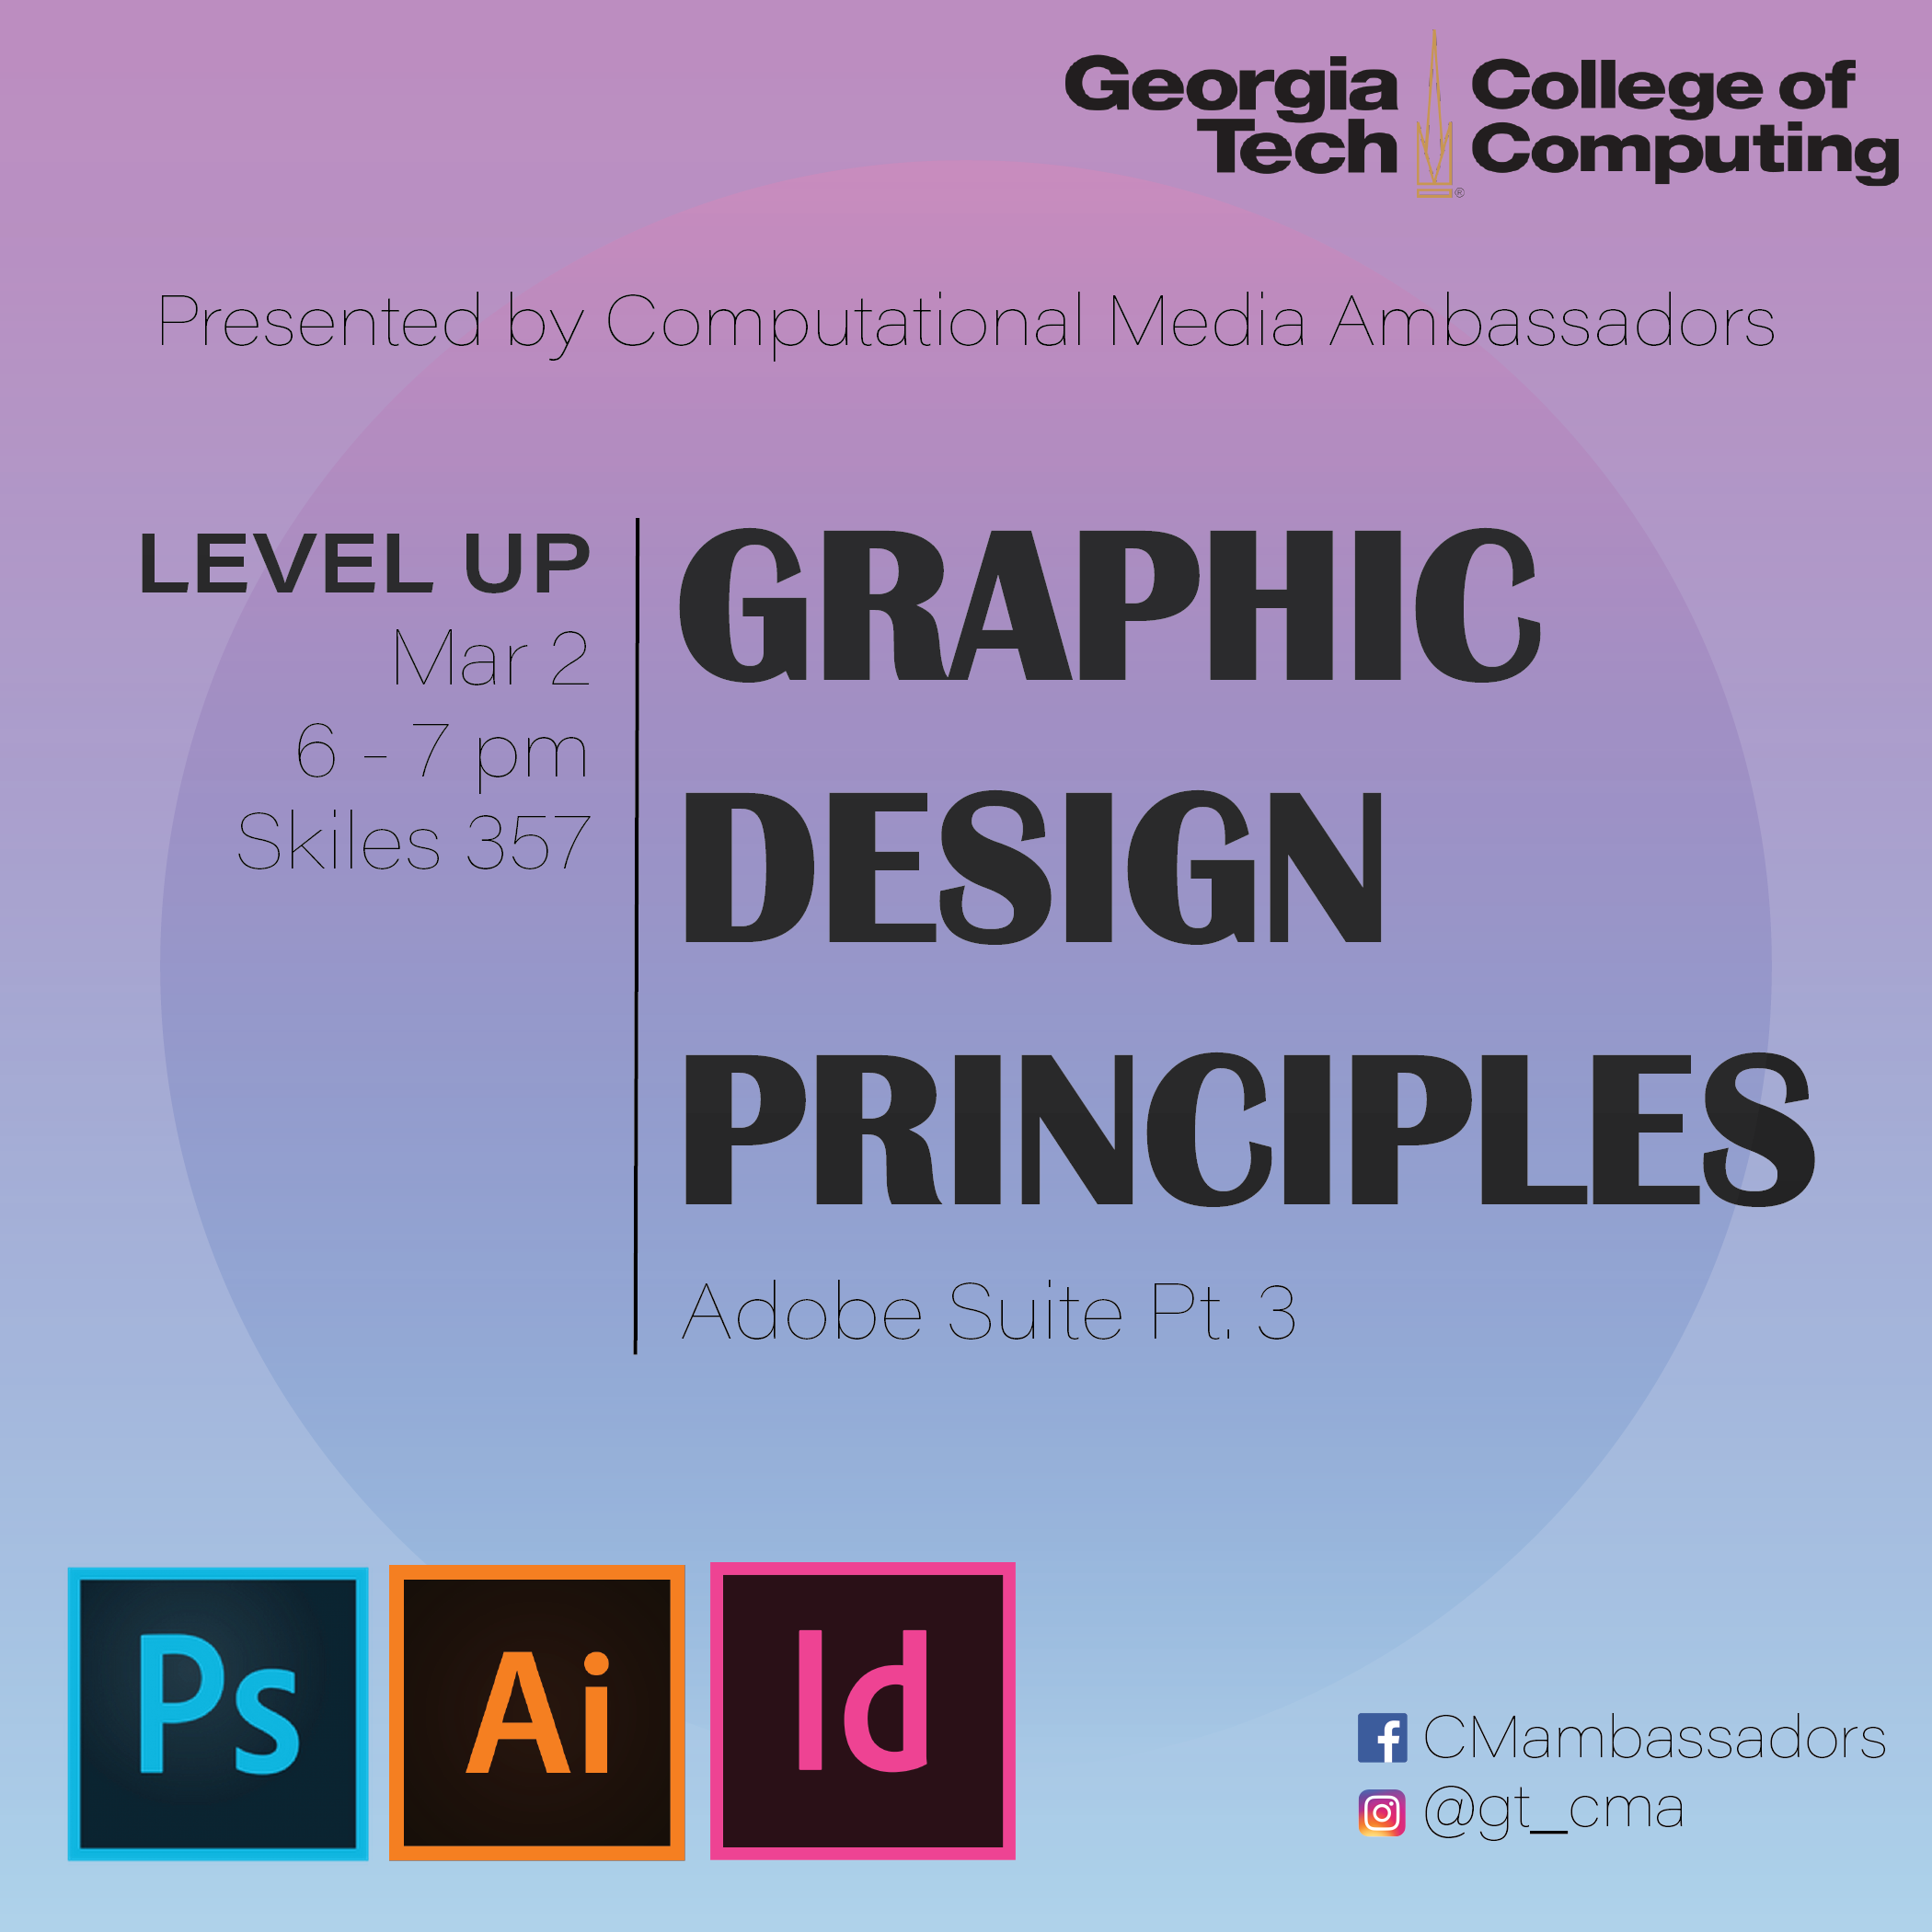 Georgia Tech
College of Computing
®
Presented by Computational Media Ambassadors
LEVEL UP
Mar 2
6 - 7 pm
Skiles 357
GRAPHIC
DESIGN
PRINCIPLES
Adobe Suite Pt. 3
Ps
Ai
Id
f CMambassadors
@gt_cma